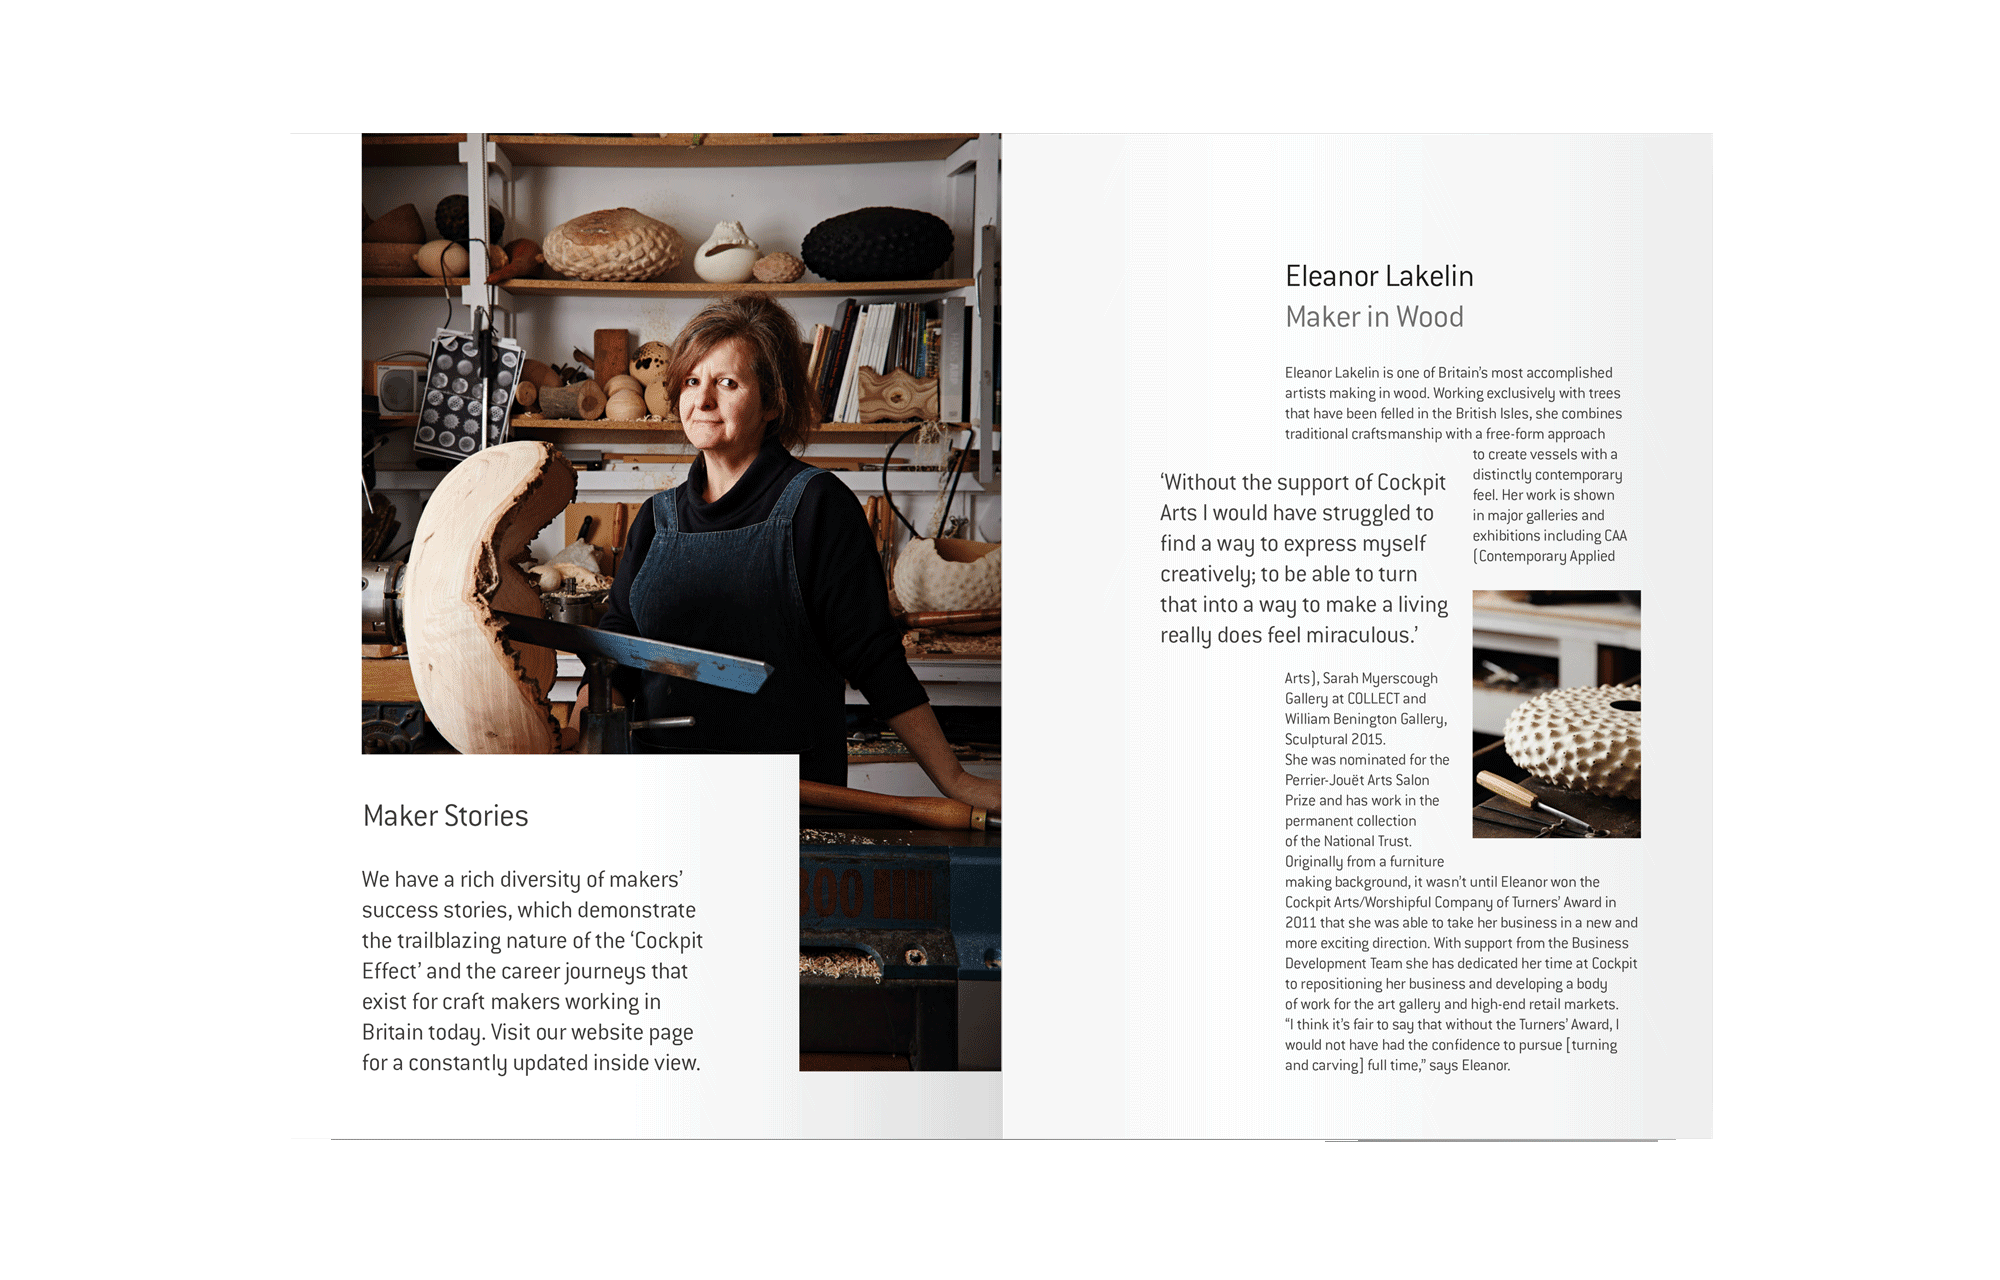 Maker Stories
We have a rich diversity of makers’
success stories, which demonstrate
the trailblazing nature of the ‘Cockpit
Effect’ and the career journeys that
exist for craft makers working in
Britain today. Visit our website page
for a constantly updated inside view.
300
Eleanor Lakelin
Maker in Wood
Eleanor Lakelin is one of Britain’s most accomplished
artists making in wood. Working exclusively with trees
that have been felled in the British Isles, she combines
traditional craftsmanship with a free-form approach
to create vessels with a
distinctly contemporary
feel. Her work is shown
in major galleries and
exhibitions including CAA
(Contemporary Applied
‘Without the support of Cockpit
Arts I would have struggled to
find a way to express myself
creatively; to be able to turn
that into a way to make a living
really does feel miraculous.’
Arts), Sarah Myerscough
Gallery at COLLECT and
William Benington Gallery,
Sculptural 2015.
She was nominated for the
Perrier-Jouët Arts Salon
Prize and has work in the
permanent collection
of the National Trust.
Originally from a furniture
making background, it wasn’t until Eleanor won the
Cockpit Arts/Worshipful Company of Turners’ Award in
2011 that she was able to take her business in a new and
more exciting direction. With support from the Business
Development Team she has dedicated her time at Cockpit
to repositioning her business and developing a body
of work for the art gallery and high-end retail markets.
“I think it’s fair to say that without the Turners’ Award, I
would not have had the confidence to pursue [turning
and carving] full time,” says Eleanor.